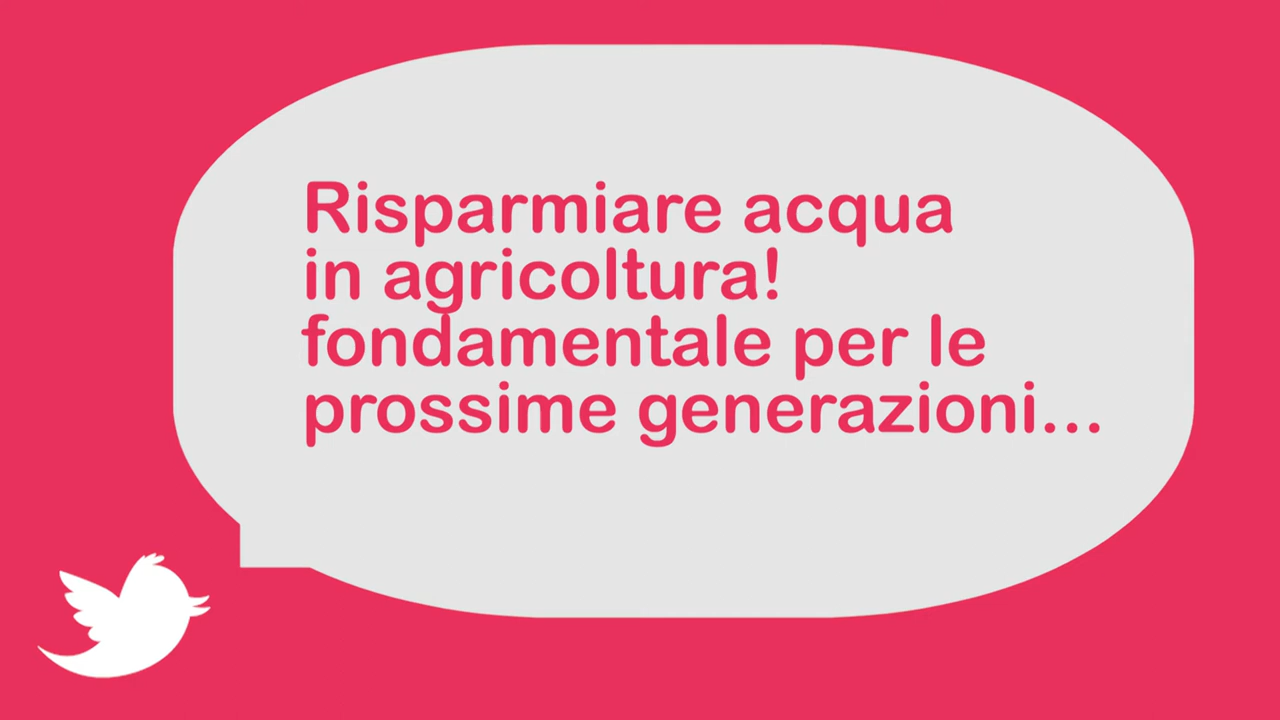 Risparmiare acqua
in agricoltura!
fondamentale per le
prossime generazioni...